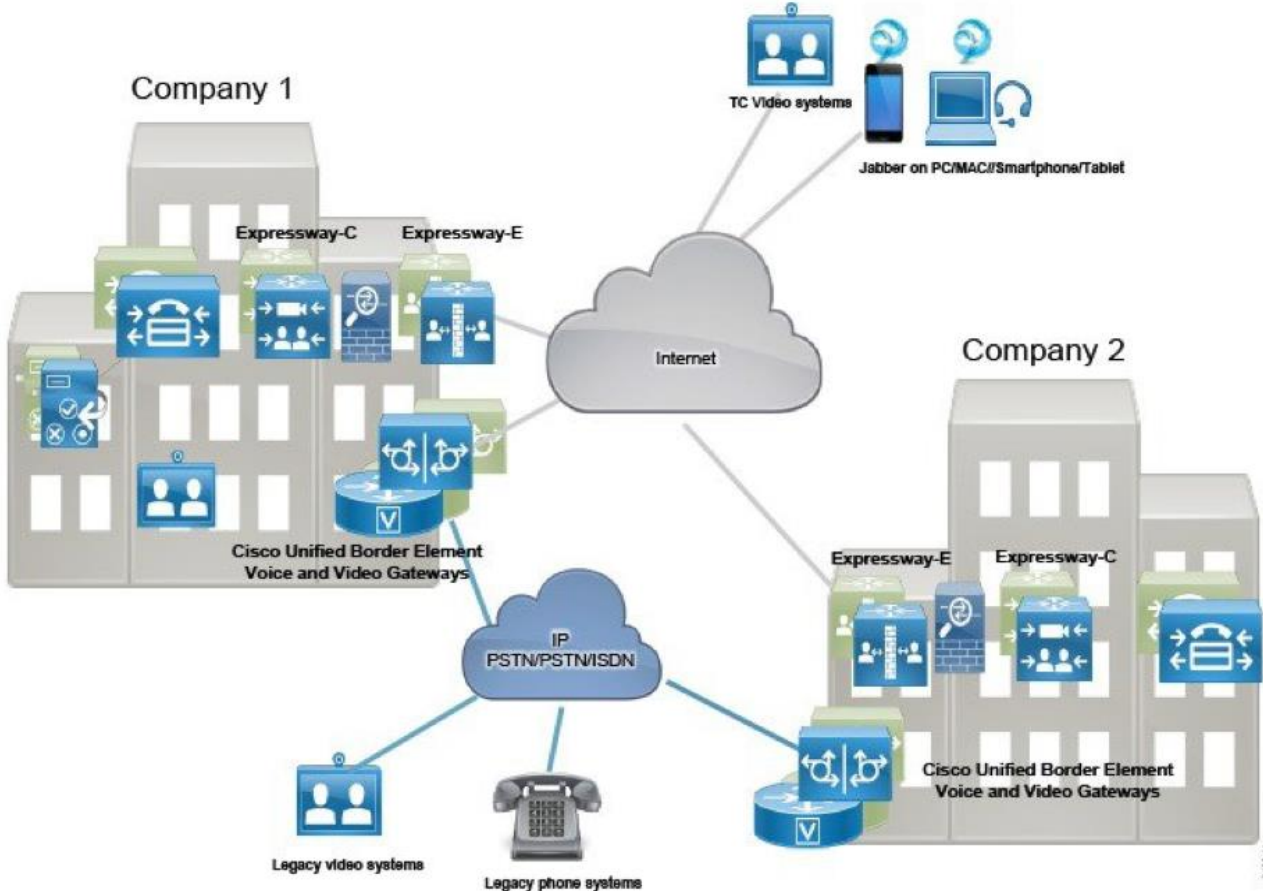 Company 1
TC Video systems
Jabber on PC/MAC//Smartphone/Tablet
Expressway-C
Expressway-E
Internet
Company 2
Cisco Unified Border Element
Voice and Video Gateways
IP
PSTN/PSTN/ISDN
Expressway-E
Expressway-C
V
V
Cisco Unified Border Element
Voice and Video Gateways
Legacy video systems
Legacy phone systems